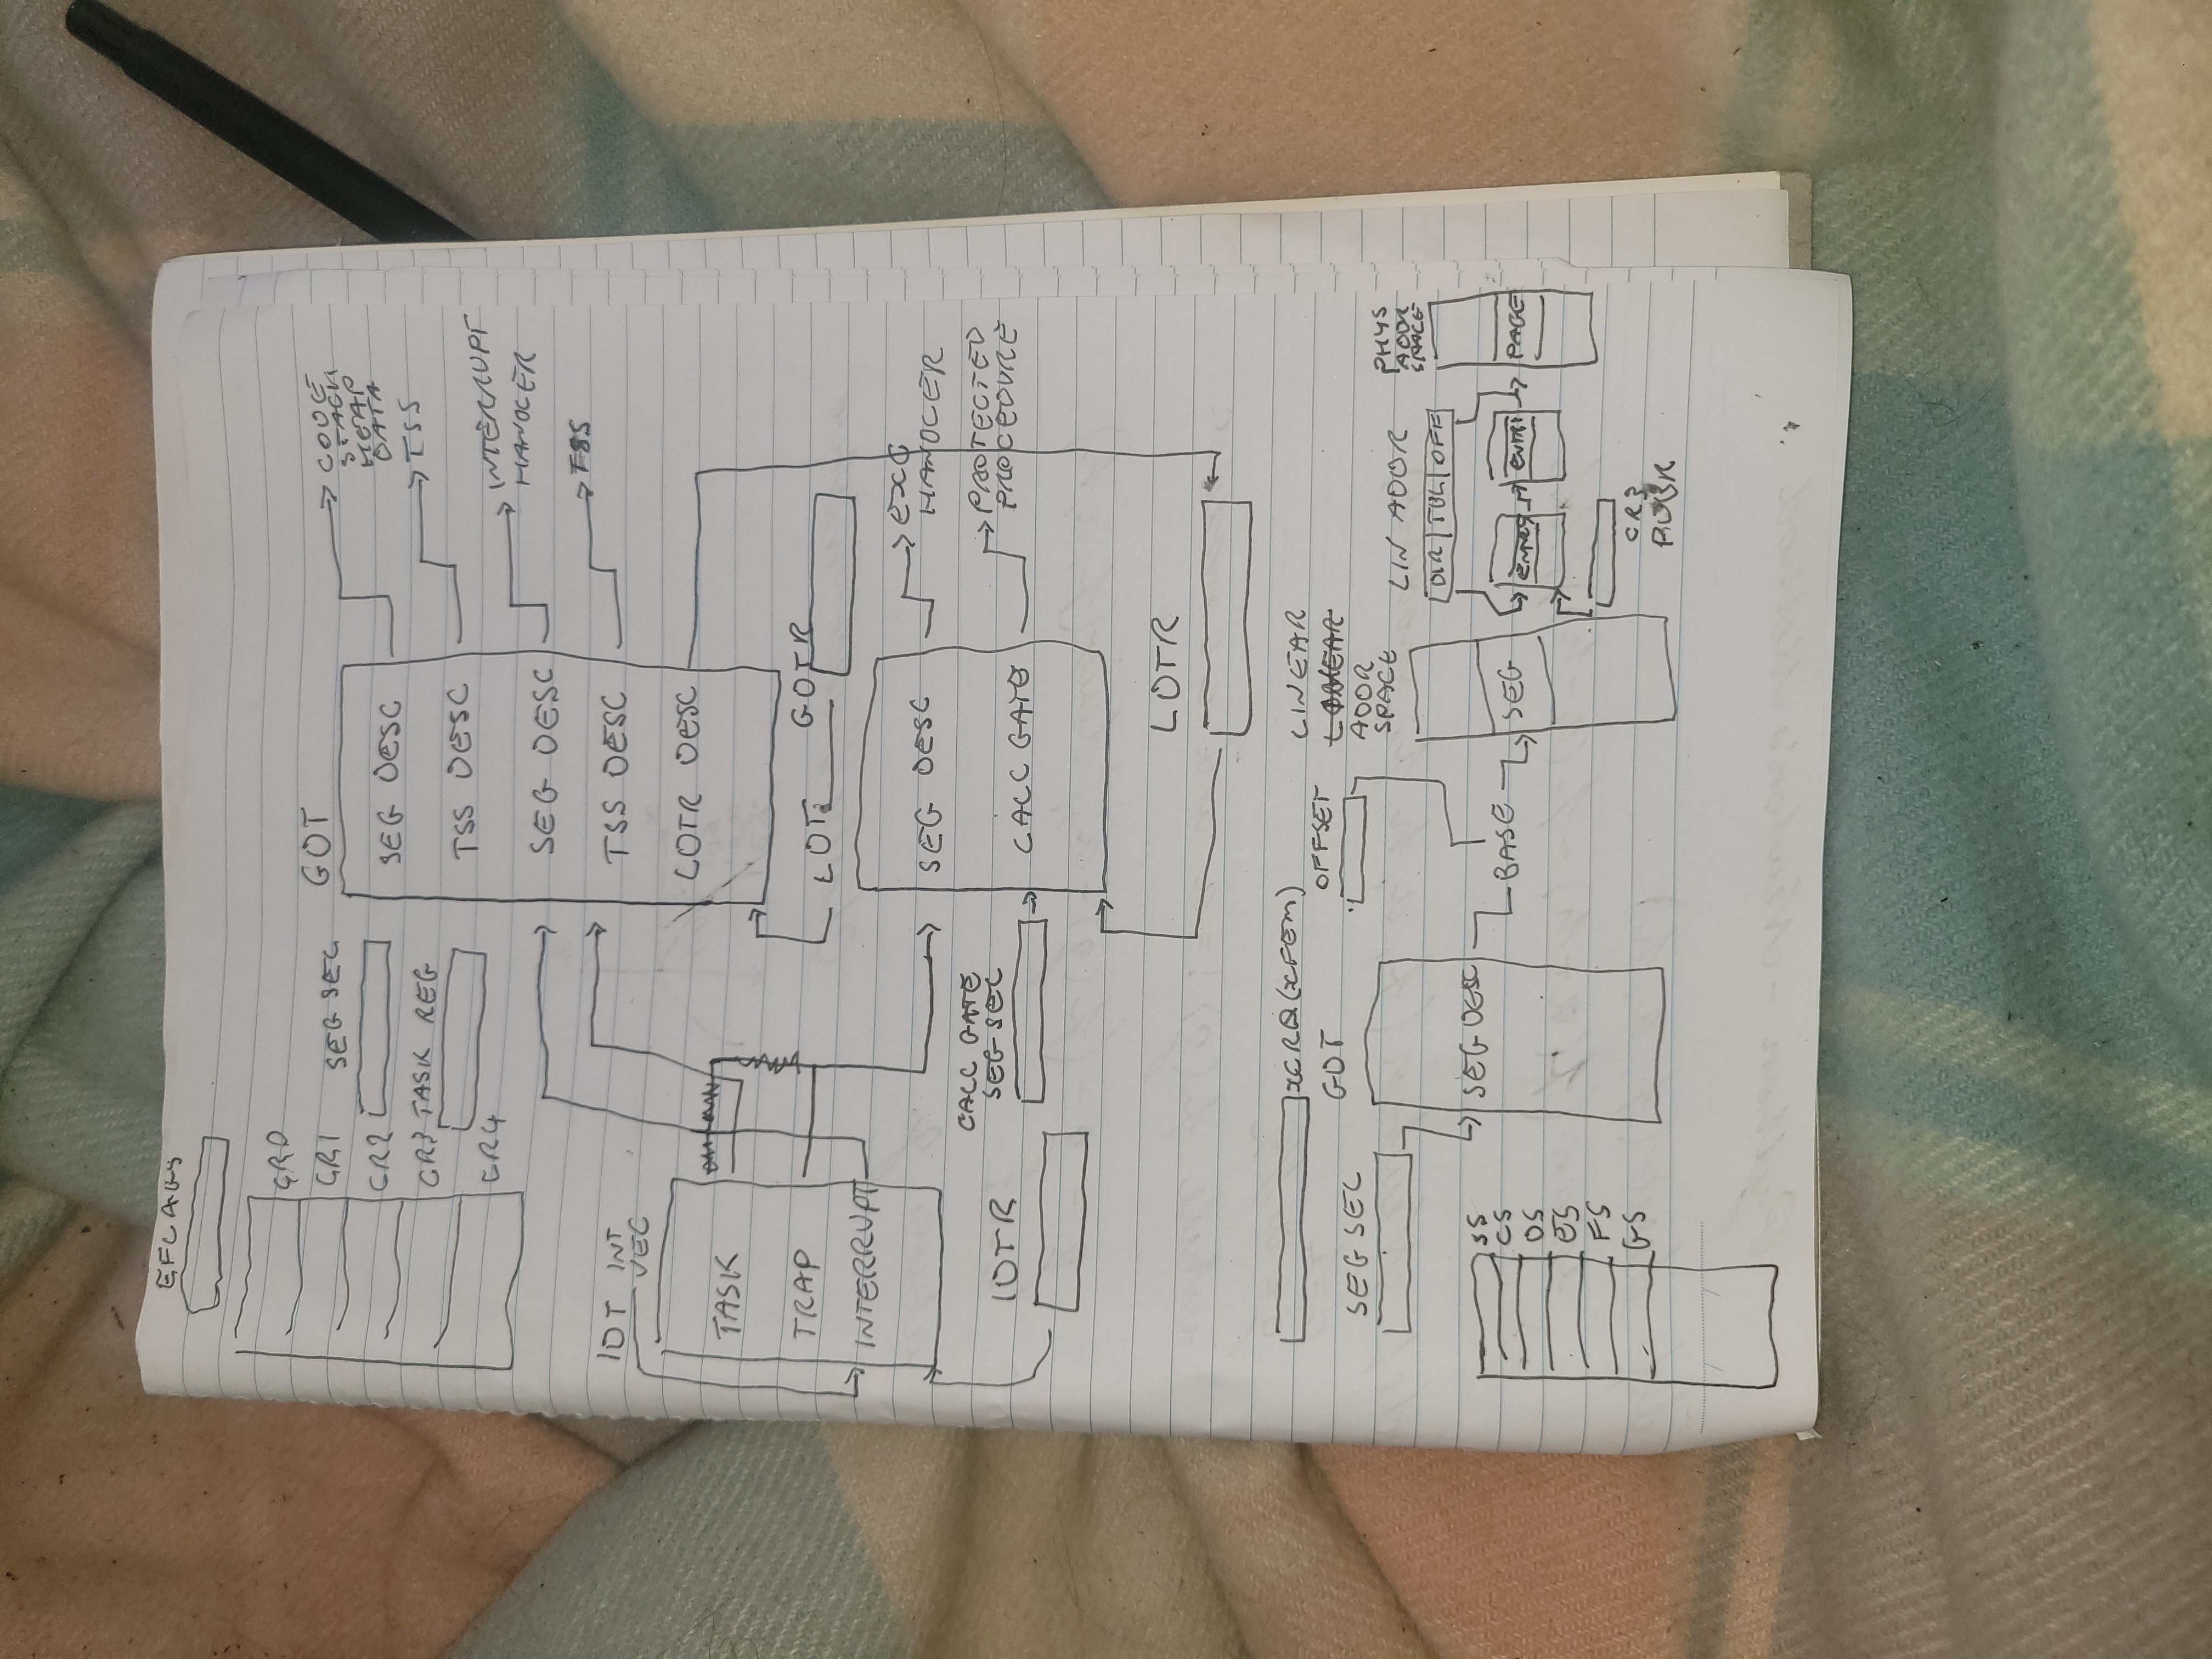 EFLAGS
CR0
CR1
CR2
CR3
CR4
SEG SEL
TASK REG
GDT
SEG DESC
TSS DESC
SEG DESC
TSS DESC
LDTR DESC
CODE
STACK
HEAP
DATA
TSS
INTERRUPT
HANDLER
TSS
IDT INT
VEC
TASK
TRAP
INTERRUPT
IDTR
GDTR
LDT
SEG DESC
CALL GATE
CALL GATE
SEG SEL
EXC
HANDLER
PROTECTED
PROCEDURE
LDTR
XCR0 (XFEM)
SEG SEL
GDT
SEG DESC
OFFSET
BASE
LINEAR
LINEAR
ADDR
SPACE
SEG
LIN ADDR
DIR TBL OFF
ENTRY
ENTRY
CR3
PDBR
PHYS
ADDR
SPACE
PAGE
SS
CS
DS
ES
FS
GS